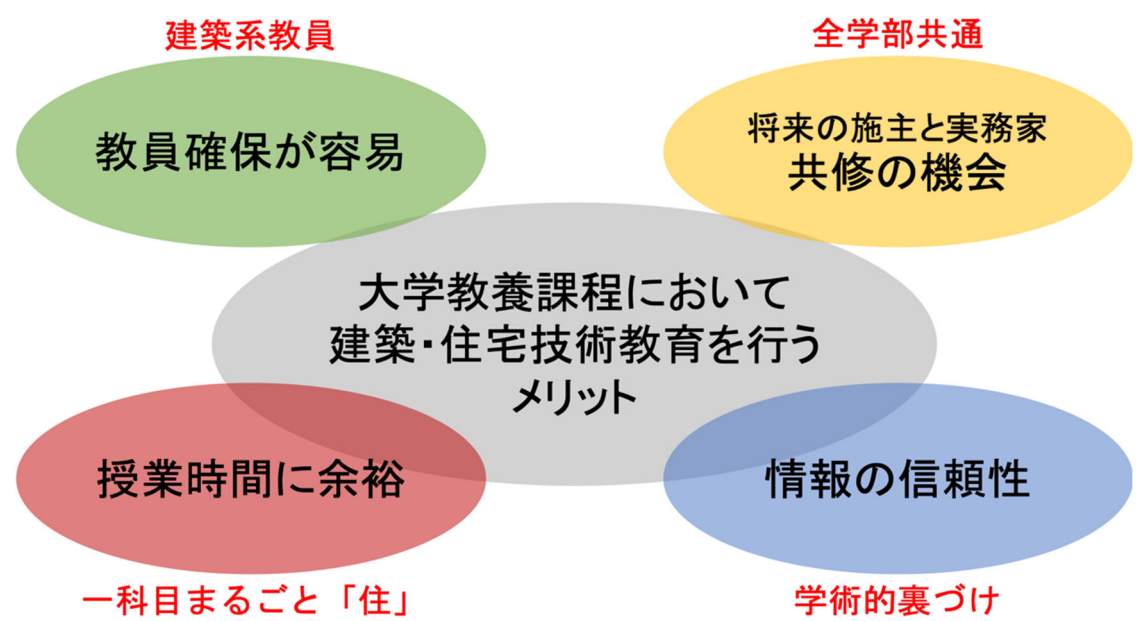 建築系教員
教員確保が容易
全学部共通
将来の施主と実務家
共修の機会
大学教養課程において
建築・住宅技術教育を行う
メリット
授業時間に余裕
一科目まるごと「住」
情報の信頼性
学術的裏づけ